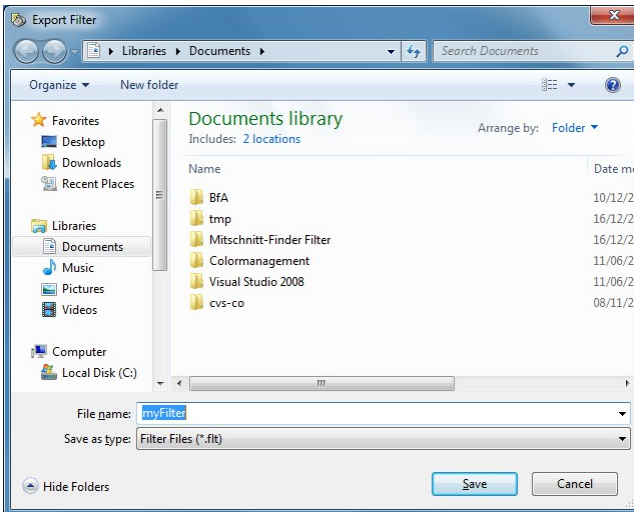 Export Filter
Libraries Documents
Search Documents
Organize New folder
Favorites
Desktop
Downloads
Recent Places
Libraries
Documents
Music
Pictures
Videos
Computer
Local Disk (C:)
Documents library
Includes: 2 locations
Arrange by: Folder
Name Date mo
BfA 10/12/2
tmp 16/12/2
Mitschnitt-Finder Filter 16/12/2
Colormanagement 11/06/2
Visual Studio 2008 11/06/2
cvs-co 08/11/2
File name: myFilter
Save as type: Filter Files (*.flt)
Hide Folders
Save Cancel